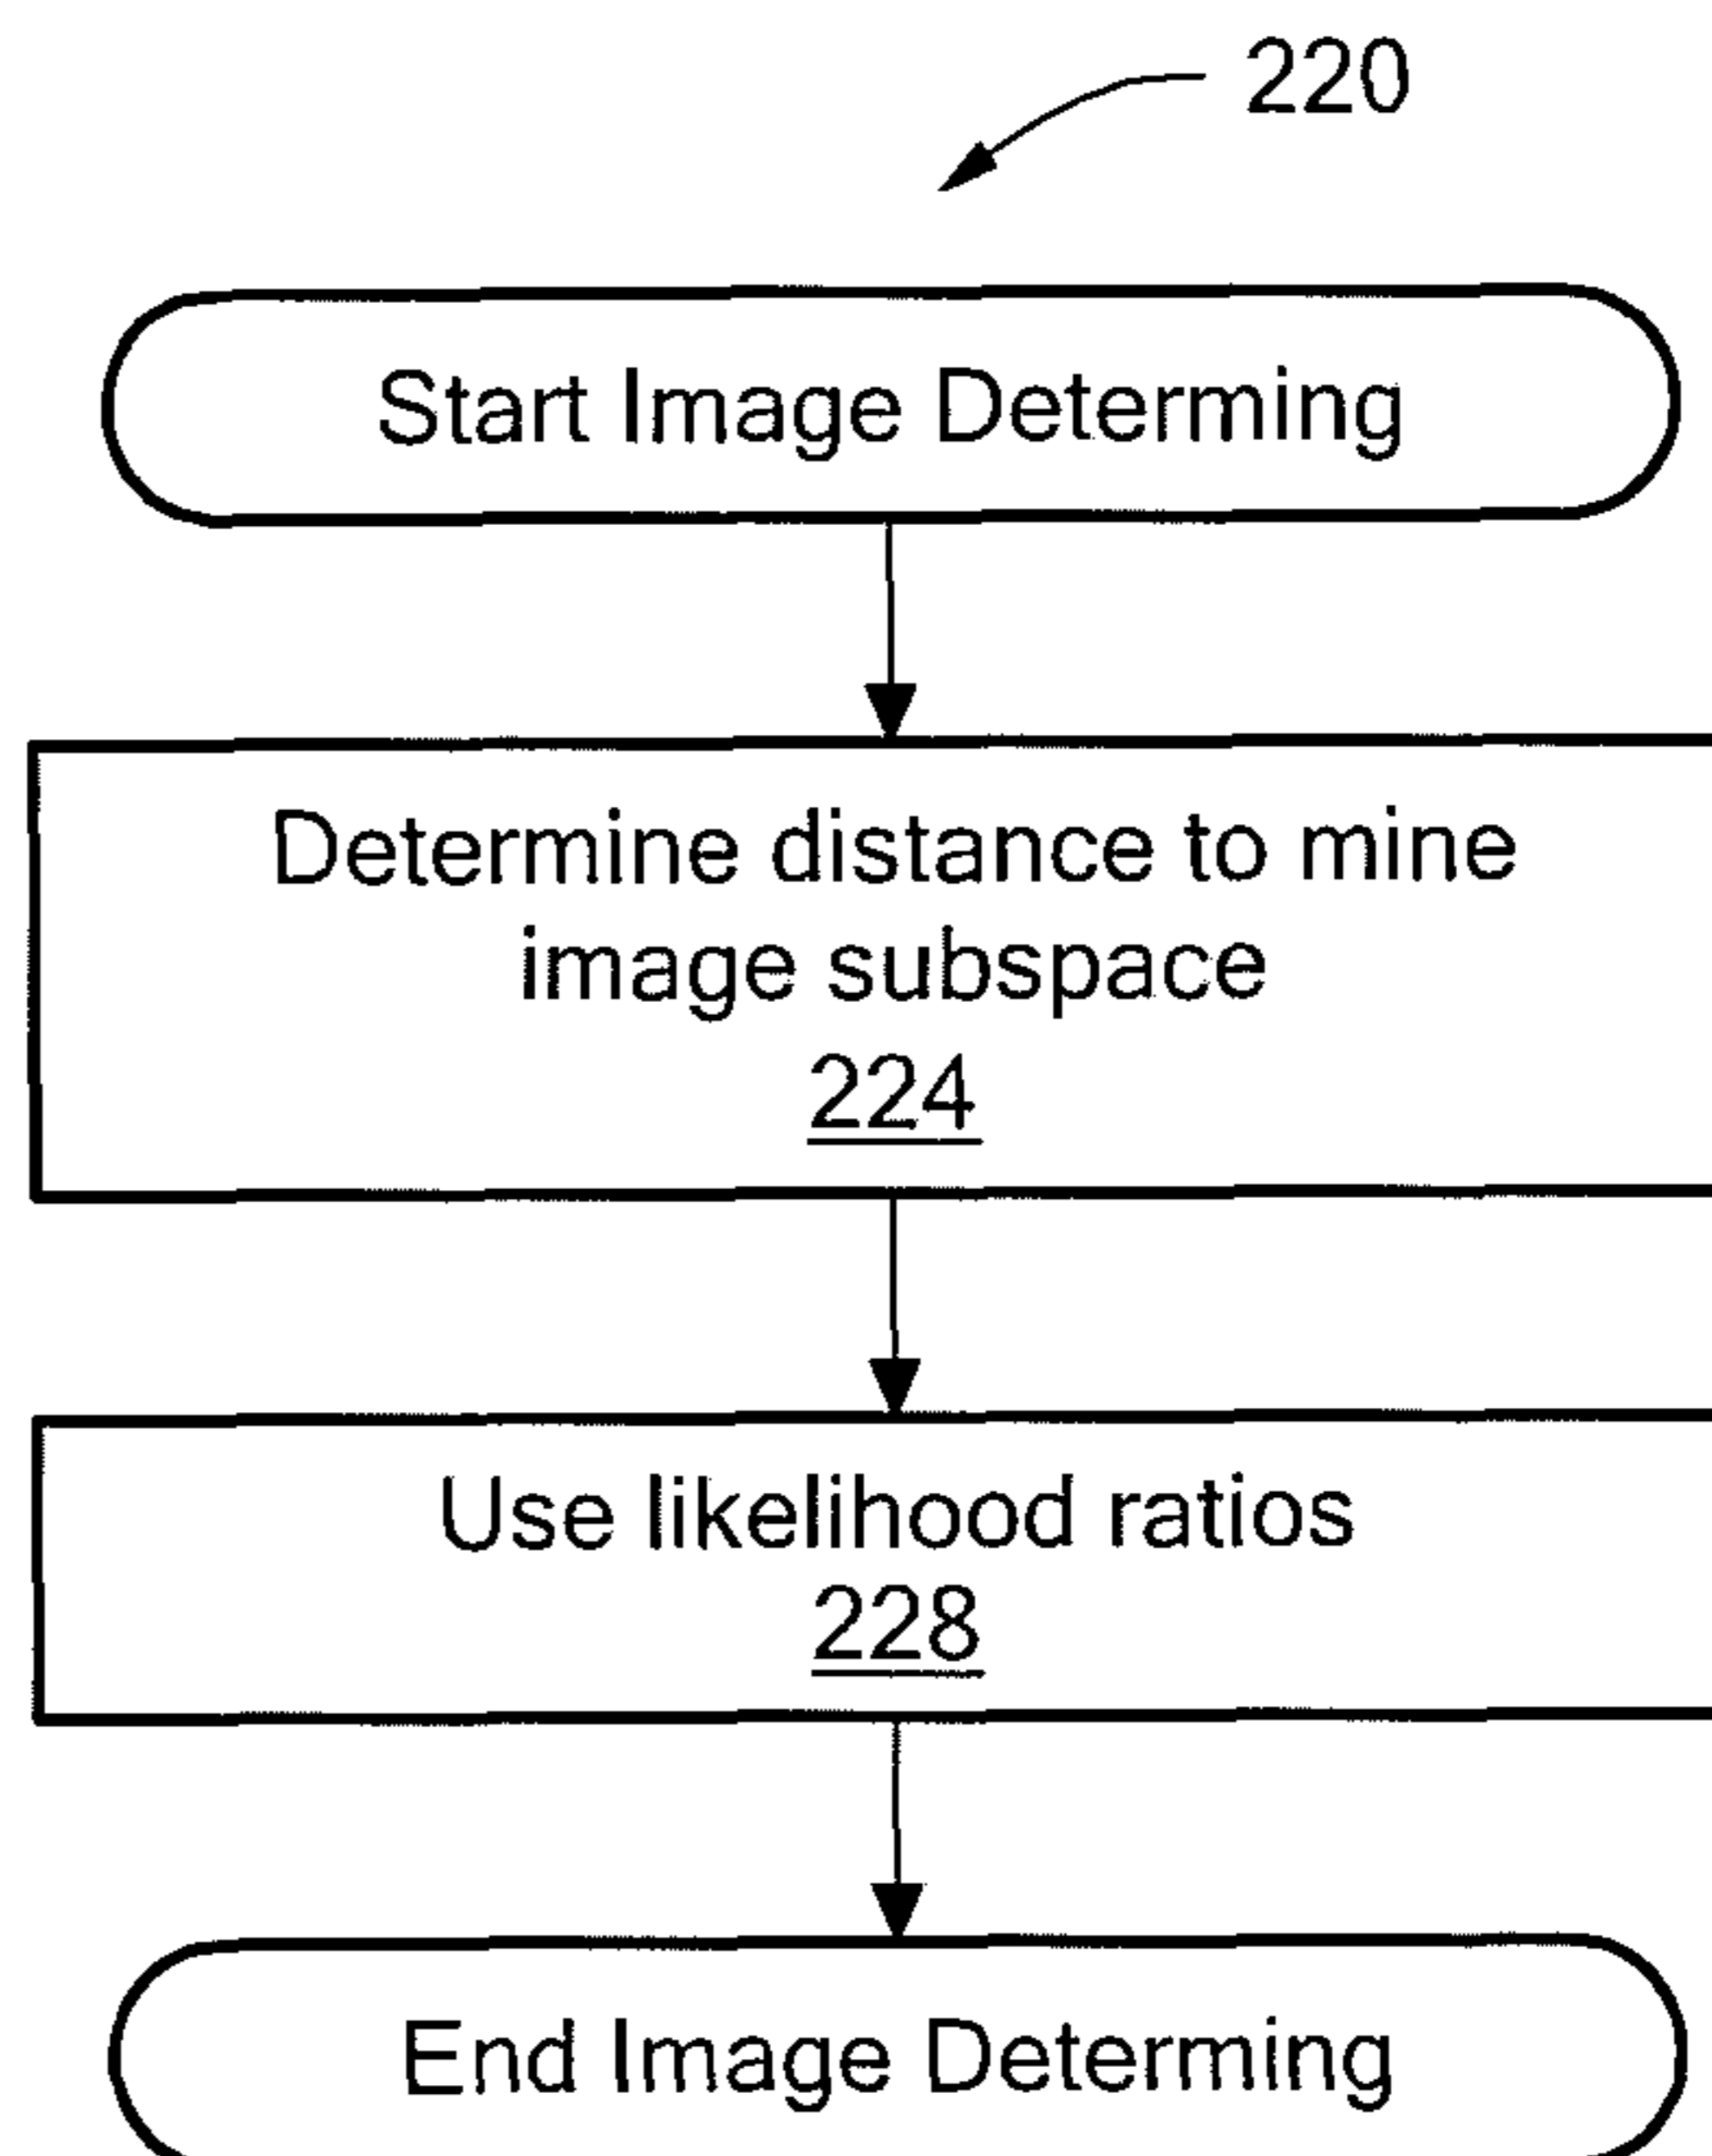 220
Start Image Determing
Determine distance to mine
image subspace
224
Use likelihood ratios
228
End Image Determing